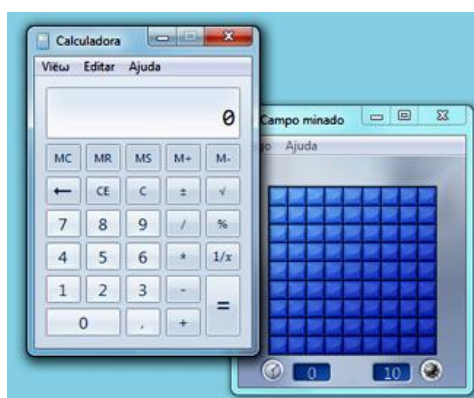 Calculadora
View Editar Ajuda
0
MC MR MS M+ M-
← CE C ± √
7 8 9 / %
4 5 6 * 1/x
1 2 3 -
=
0 , +
Campo minado
Ajuda
0 10